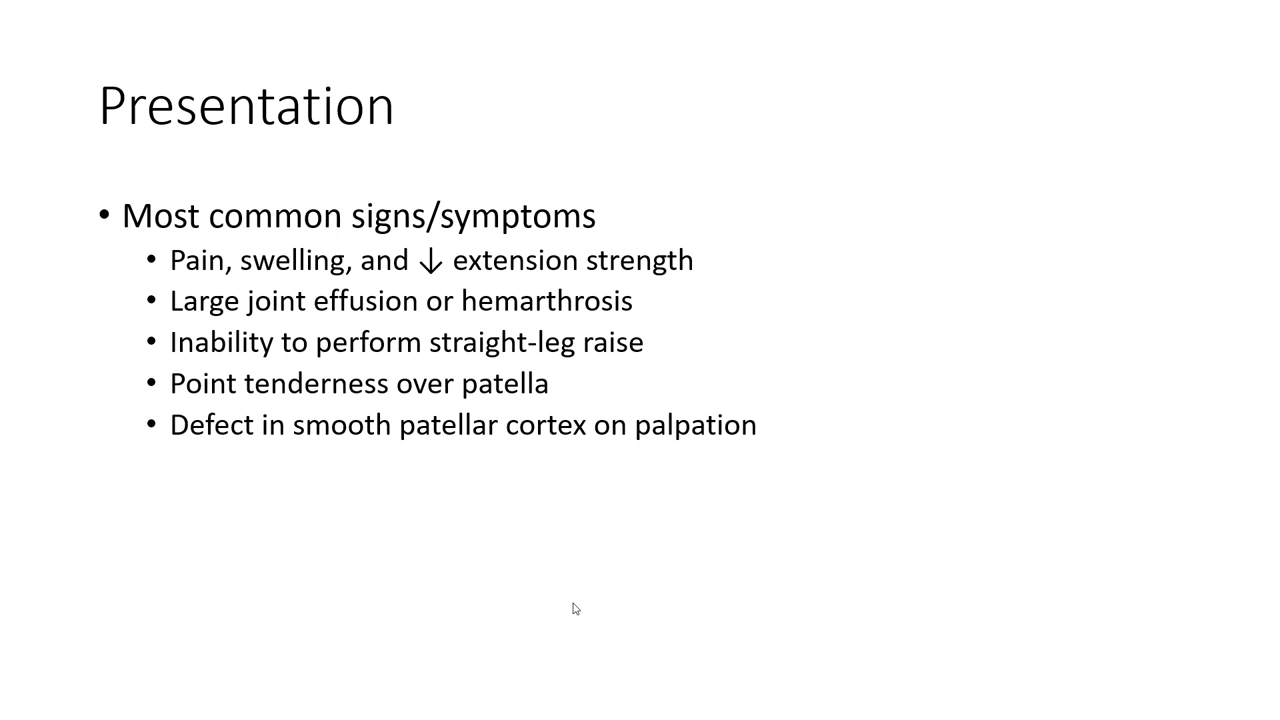 Presentation
• Most common signs/symptoms
• Pain, swelling, and ↓ extension strength
• Large joint effusion or hemarthrosis
• Inability to perform straight-leg raise
• Point tenderness over patella
• Defect in smooth patellar cortex on palpation